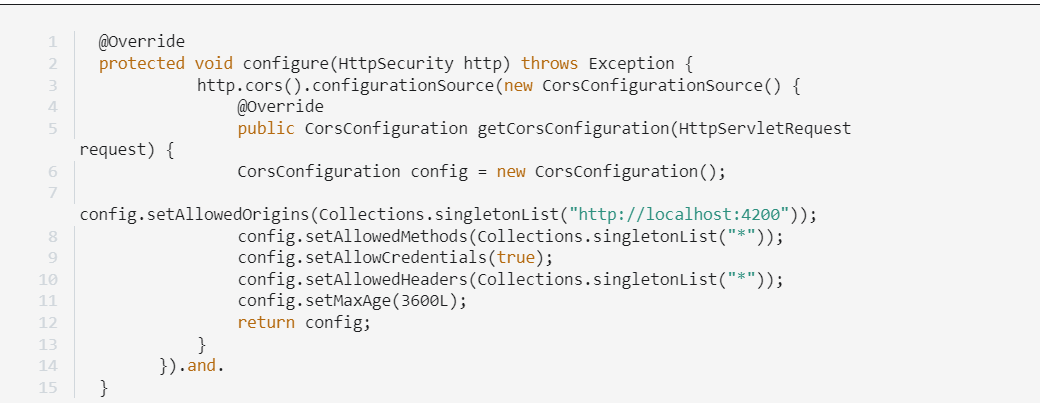 1 @Override
2 protected void configure(HttpSecurity http) throws Exception {
3 http.cors().configurationSource(new CorsConfigurationSource() {
4 @Override
5 public CorsConfiguration getCorsConfiguration(HttpServletRequest
request) {
6 CorsConfiguration config = new CorsConfiguration();
7
config.setAllowedOrigins(Collections.singletonList("http://localhost:4200"));
8 config.setAllowedMethods(Collections.singletonList("*"));
9 config.setAllowCredentials(true);
10 config.setAllowedHeaders(Collections.singletonList("*"));
11 config.setMaxAge(3600L);
12 return config;
13 }
14 }).and.
15 }